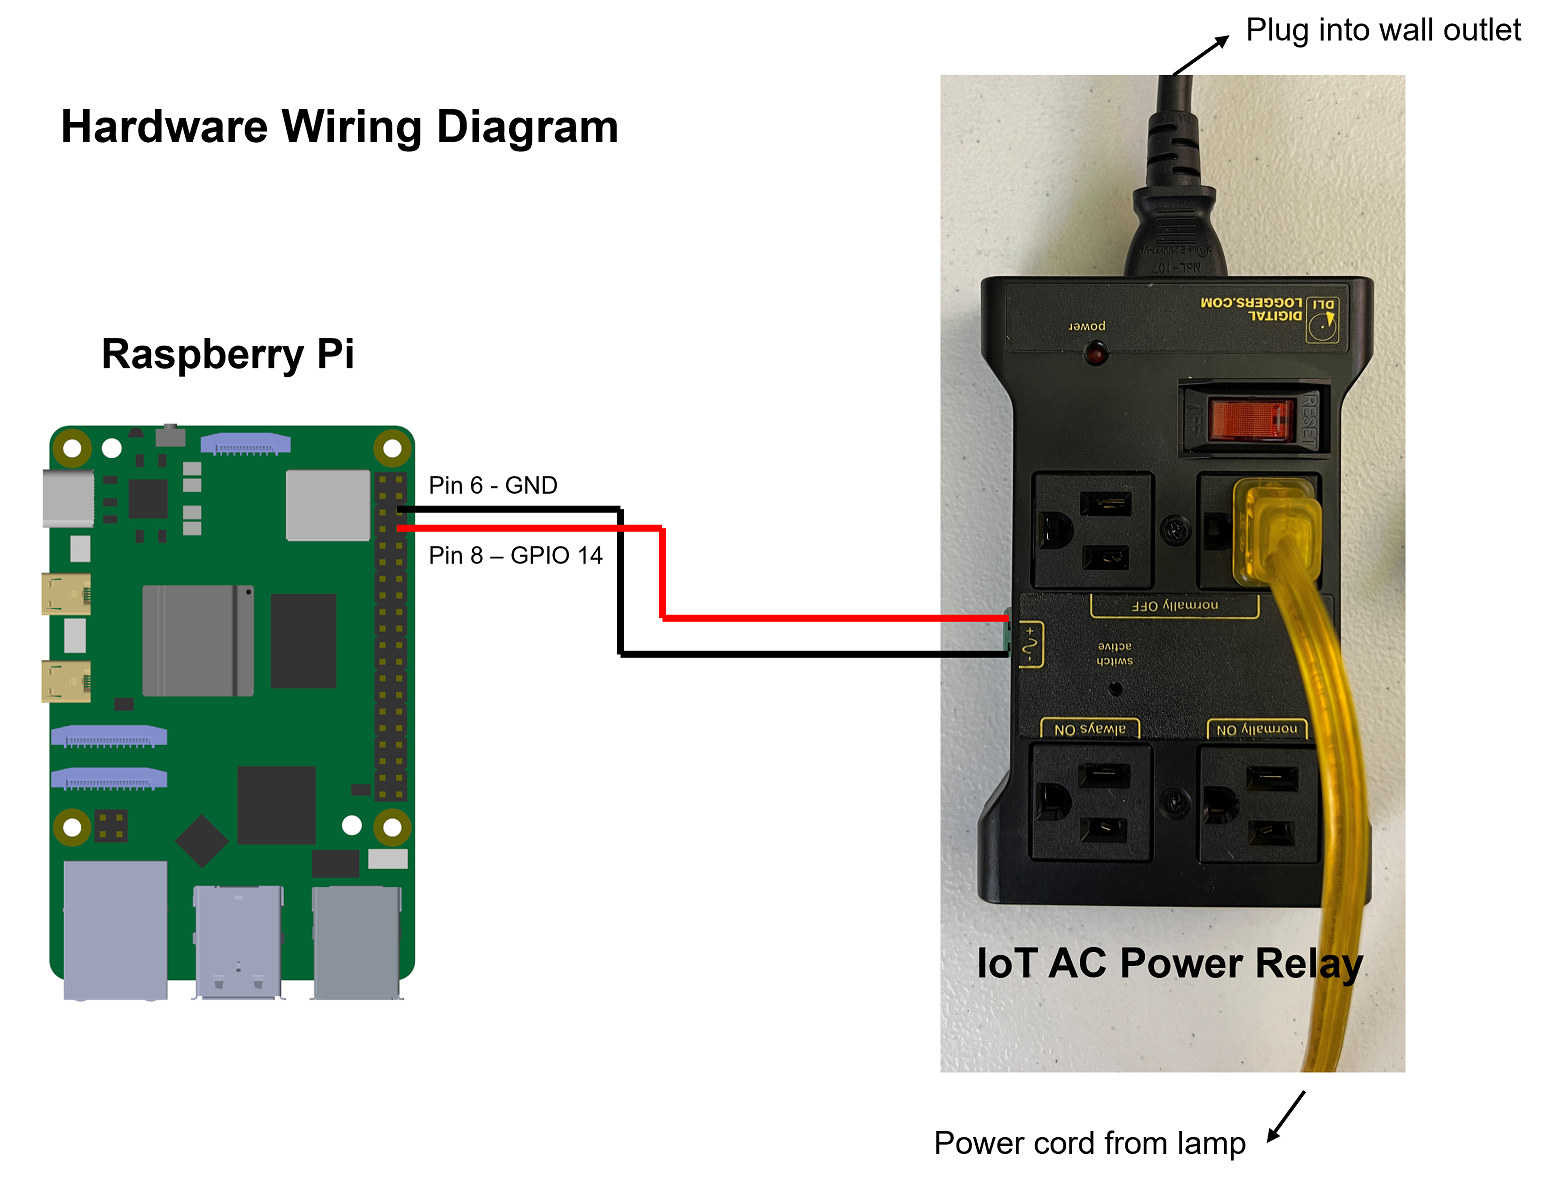 Plug into wall outlet
Hardware Wiring Diagram
MSL-107
DIGITAL
LOGGERS.COM
DLI
power
Raspberry Pi
OFF
RESET
Pin 6 - GND
Pin 8 – GPIO 14
normally OFF
+
-
switch
active
always ON
normally ON
IoT AC Power Relay
Power cord from lamp